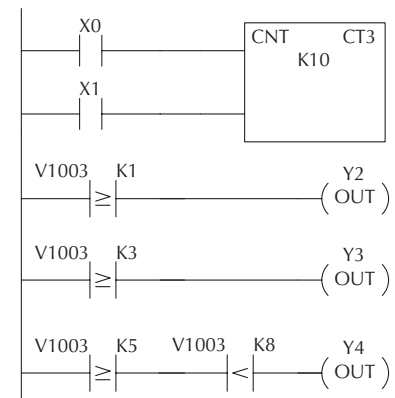 X0
CNT CT3
K10
X1
V1003 K1 Y2
≥ OUT
V1003 K3 Y3
≥ OUT
V1003 K5 V1003 K8 Y4
≥ < OUT